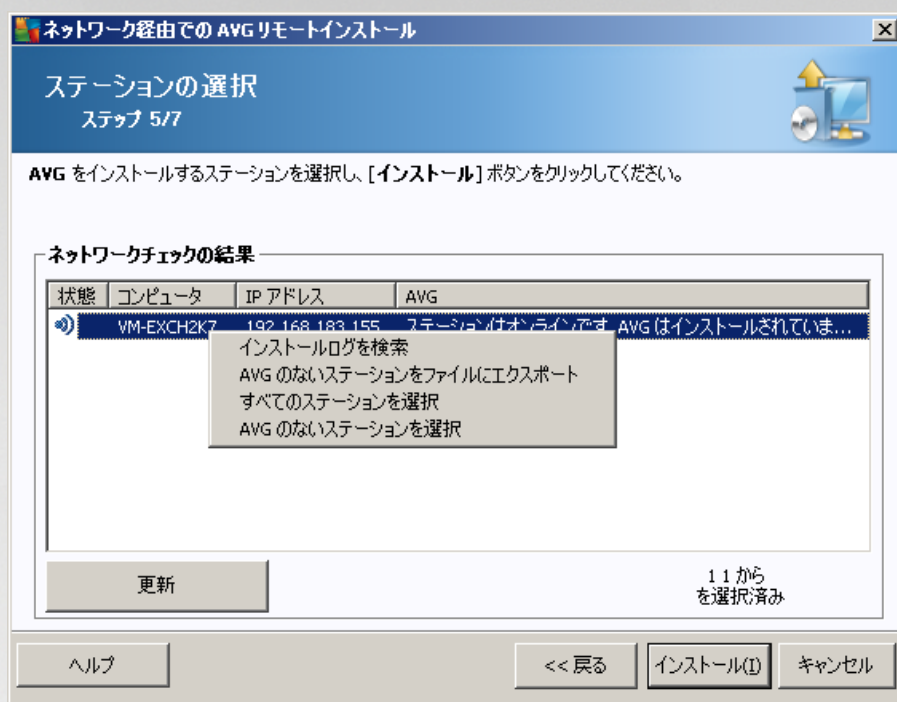 ネットワーク経由での AVG リモートインストール
ステーションの選択
ステップ 5/7
AVG をインストールするステーションを選択し、[インストール] ボタンをクリックしてください。
ネットワークチェックの結果
状態 コンピュータ IP アドレス AVG
VM-EXCH2K7 192.168.183.155 ステーションはオンラインです。AVG はインストールされていま...
インストールログを検索
AVG のないステーションをファイルにエクスポート
すべてのステーションを選択
AVG のないステーションを選択
更新
1 1 から
を選択済み
ヘルプ
<< 戻る
インストール(I)
キャンセル